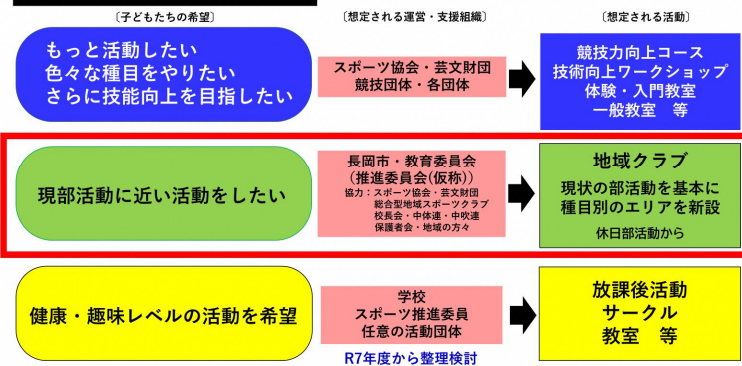 〔子どもたちの希望〕
〔想定される運営・支援組織〕
〔想定される活動〕
もっと活動したい
色々な種目をやりたい
さらに技能向上を目指したい
スポーツ協会・芸文財団
競技団体・各団体
競技力向上コース
技術向上ワークショップ
体験・入門教室
一般教室　等
現部活動に近い活動をしたい
長岡市・教育委員会
（推進委員会(仮称)）
協力：スポーツ協会・芸文財団
総合型地域スポーツクラブ
校長会・中体連・中吹連
保護者会・地域の方々
地域クラブ
現状の部活動を基本に
種目別のエリアを新設
休日部活動から
健康・趣味レベルの活動を希望
学校
スポーツ推進委員
任意の活動団体
R7年度から整理検討
放課後活動
サークル
教室　等